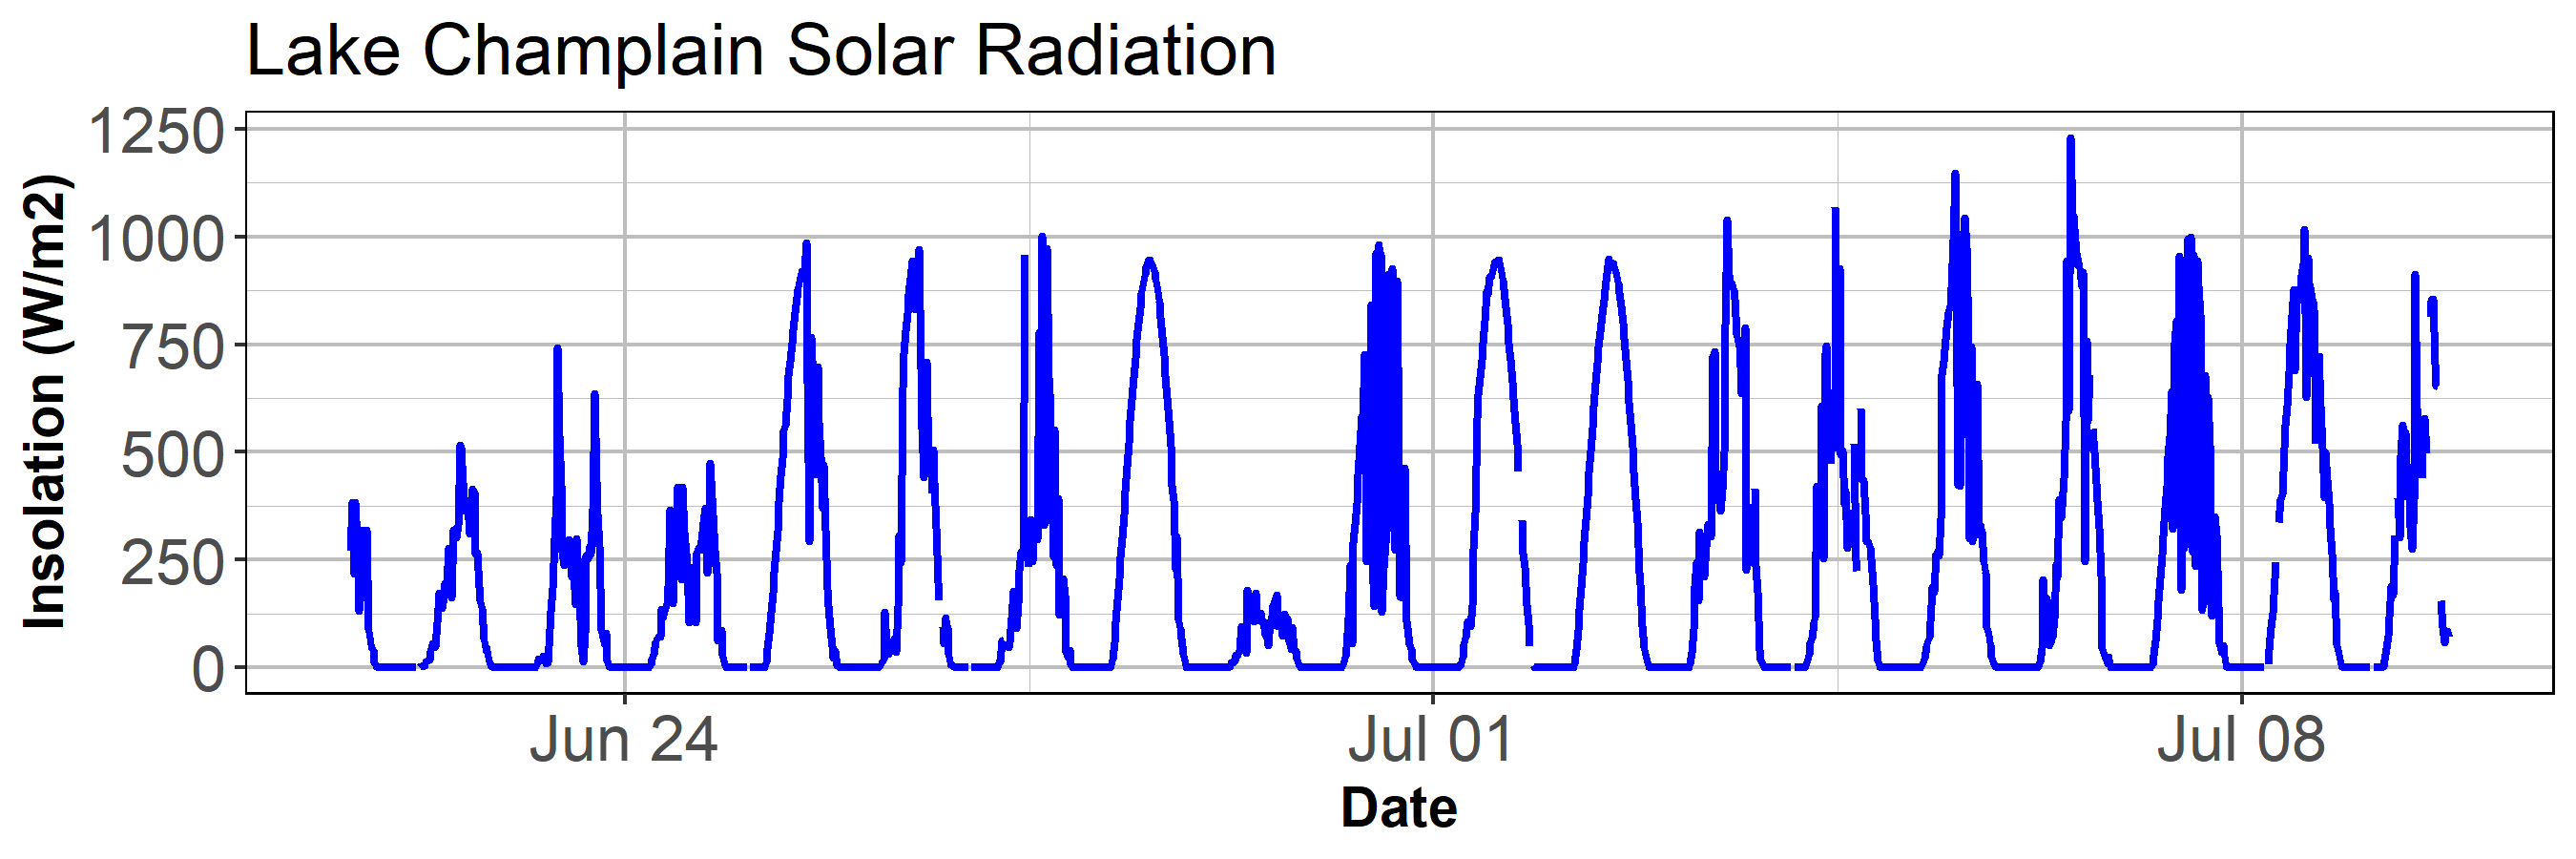 Lake Champlain Solar Radiation
1250
1000
750
500
250
0
Insolation (W/m2)
Jun 24
Jul 01
Jul 08
Date